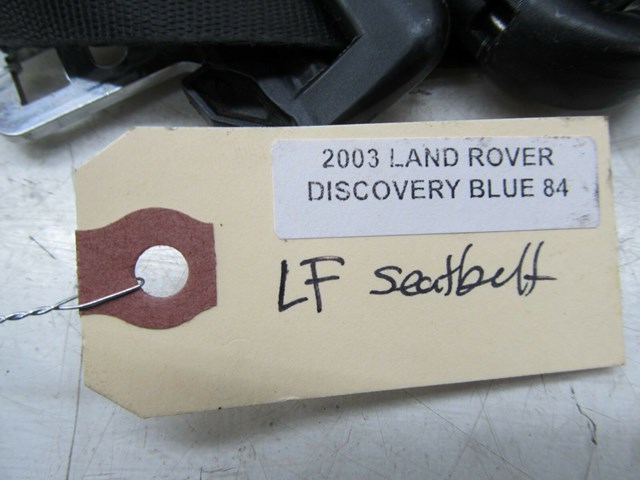 2003 LAND ROVER
DISCOVERY BLUE 84
LF seatbelt